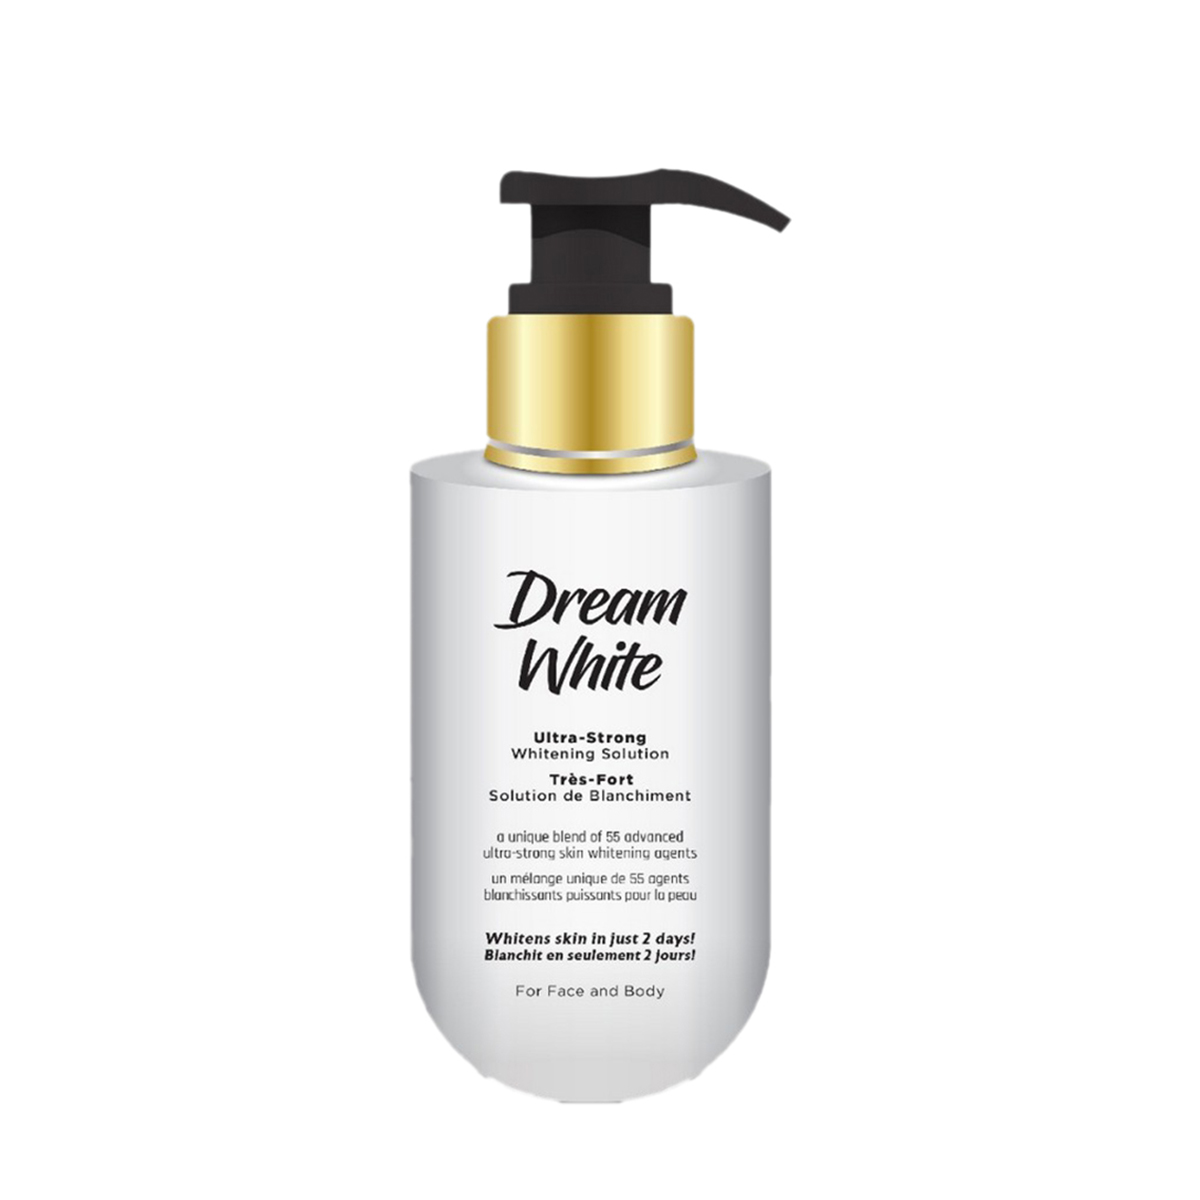 Dream
White
Ultra-Strong
Whitening Solution
Très-Fort
Solution de Blanchiment
a unique blend of 55 advanced
ultra-strong skin whitening agents
un mélange unique de 55 agents
blanchissants puissants pour la peau
Whitens skin in just 2 days!
Blanchit en seulement 2 jours!
For Face and Body